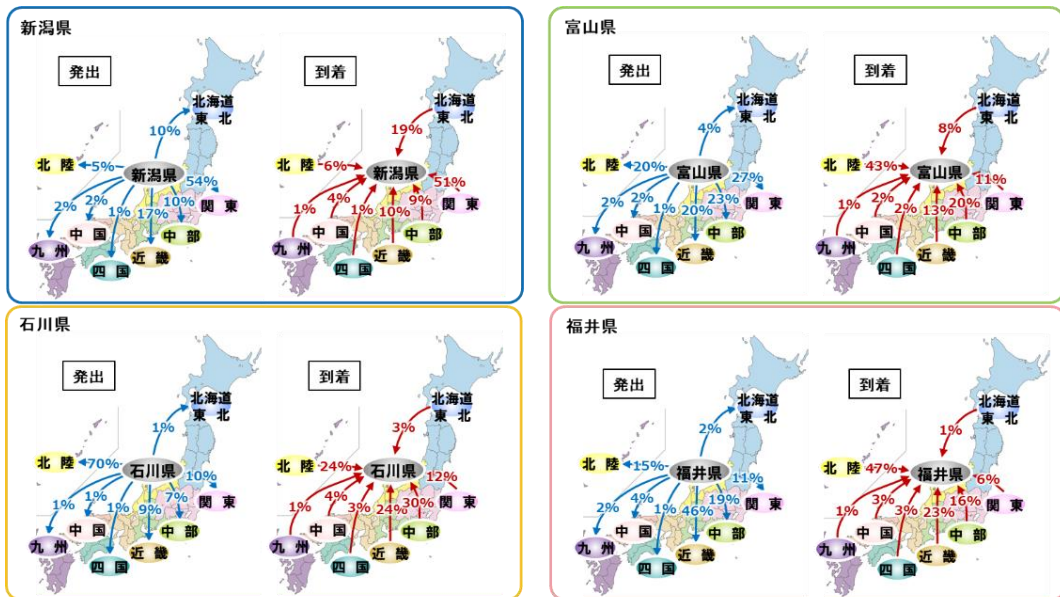 新潟県
発出
北海道
東北
10%
北陸
5%
新潟県
54%
2%
2%
1%
17%
10%
関東
中国
中部
九州
近畿
四国
到着
北海道
東北
19%
北陸
6%
新潟県
51%
1%
4%
1%
10%
9%
関東
中国
中部
九州
近畿
四国
富山県
発出
北海道
東北
4%
北陸
20%
富山県
27%
2%
2%
1%
20%
23%
関東
中国
中部
九州
近畿
四国
到着
北海道
東北
8%
北陸
43%
富山県
11%
1%
2%
2%
13%
20%
関東
中国
中部
九州
近畿
四国
石川県
発出
北海道
東北
1%
北陸
70%
石川県
10%
1%
1%
1%
9%
7%
関東
中国
中部
九州
近畿
四国
到着
北海道
東北
3%
北陸
24%
石川県
12%
1%
4%
3%
24%
30%
関東
中国
中部
九州
近畿
四国
福井県
発出
北海道
東北
2%
北陸
15%
福井県
11%
2%
4%
1%
46%
19%
関東
中国
中部
九州
近畿
四国
到着
北海道
東北
1%
北陸
47%
福井県
6%
1%
3%
3%
23%
16%
関東
中国
中部
九州
近畿
四国